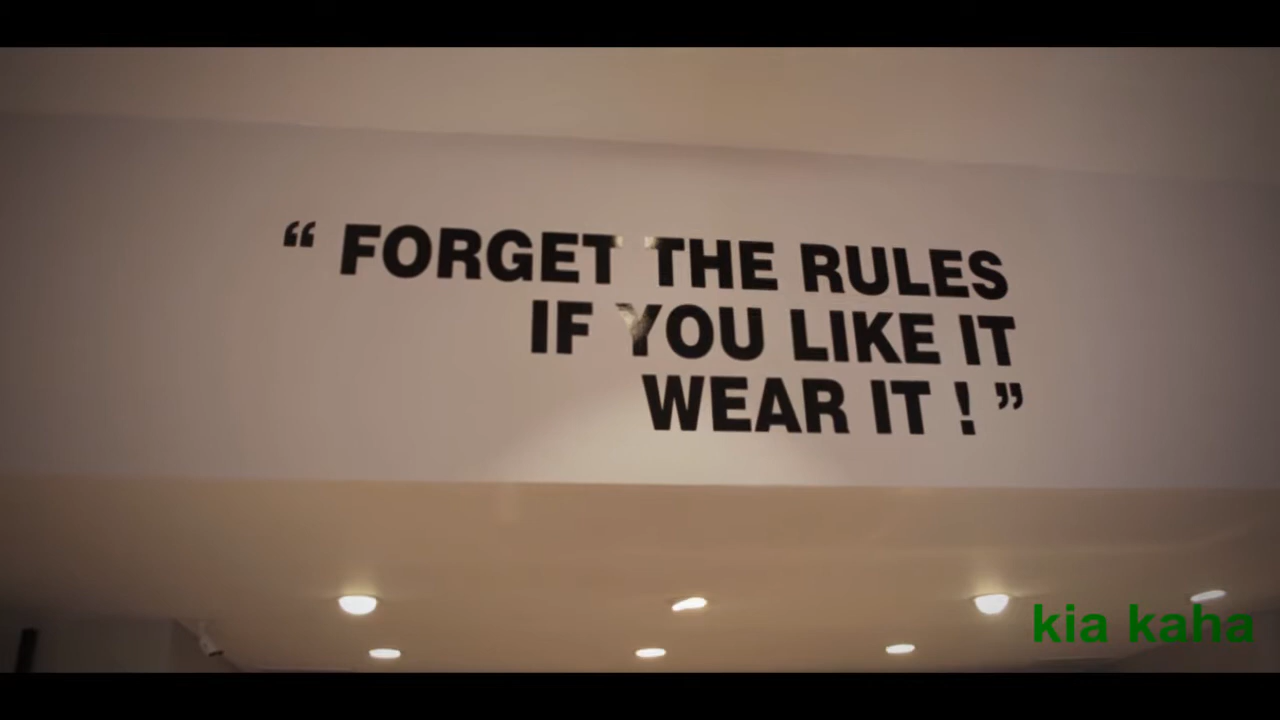 “ FORGET THE RULES
IF YOU LIKE IT
WEAR IT ! ”
kia kaha